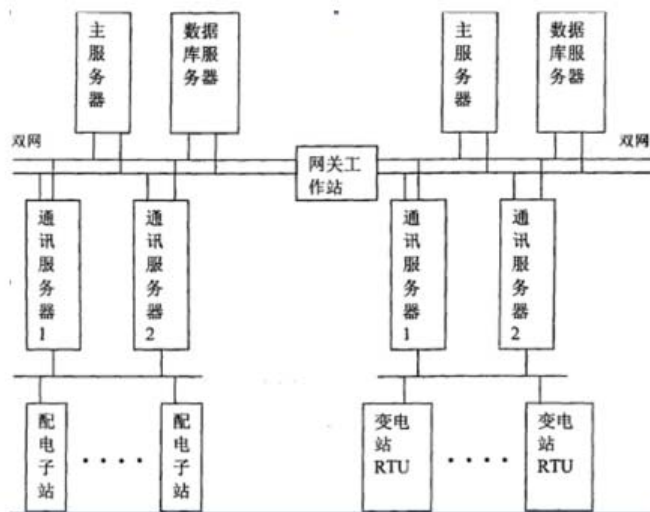 主服务器
数据库服务器
主服务器
数据库服务器
双网
双网
网关工作站
通讯服务器1
通讯服务器2
通讯服务器1
通讯服务器2
配电子站
配电子站
变电站RTU
变电站RTU